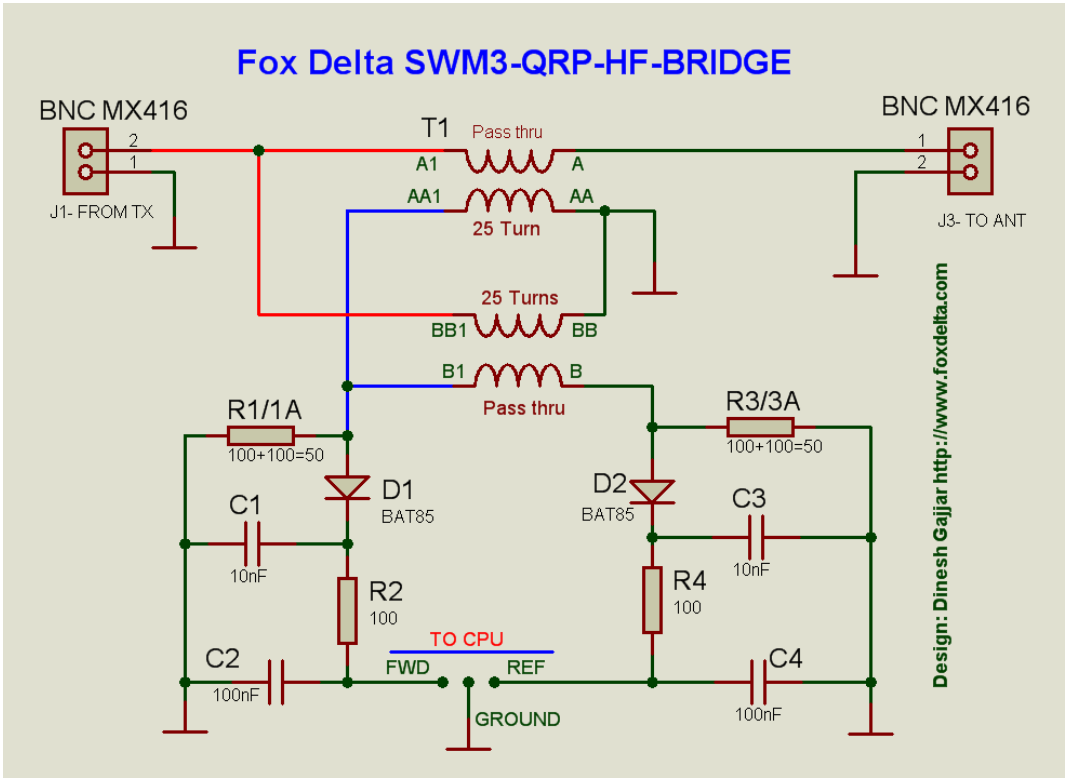 Fox Delta SWM3-QRP-HF-BRIDGE
BNC MX416
2
1
J1- FROM TX
T1
Pass thru
A1
A
AA1
AA
25 Turn
BNC MX416
1
2
J3- TO ANT
25 Turns
BB1
BB
B1
B
Pass thru
R1/1A
100+100=50
R3/3A
100+100=50
D1
BAT85
D2
BAT85
C1
10nF
C3
10nF
R2
100
R4
100
TO CPU
FWD
REF
GROUND
C2
100nF
C4
100nF
Design: Dinesh Gajjar http://www.foxdelta.com